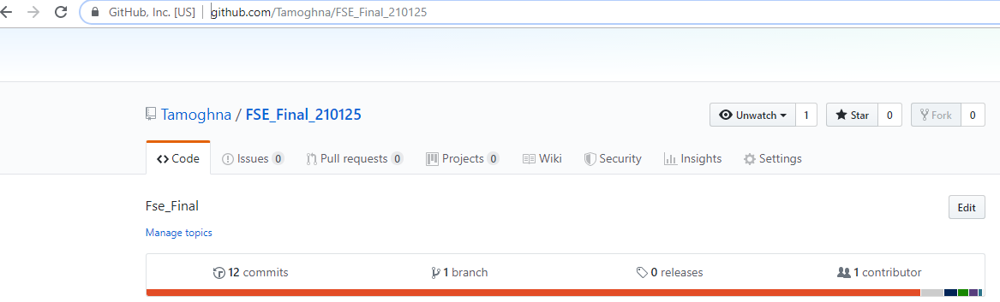 GitHub, Inc. [US] | github.com/Tamoghna/FSE_Final_210125
Tamoghna / FSE_Final_210125
Unwatch 1 Star 0 Fork 0
Code Issues 0 Pull requests 0 Projects 0 Wiki Security Insights Settings
Fse_Final Edit
Manage topics
12 commits 1 branch 0 releases 1 contributor